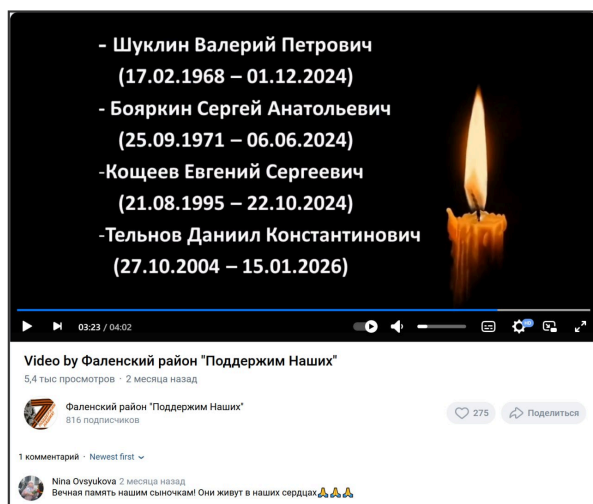 - Шуклин Валерий Петрович
(17.02.1968 – 01.12.2024)
- Бояркин Сергей Анатольевич
(25.09.1971 – 06.06.2024)
-Кощеев Евгений Сергеевич
(21.08.1995 – 22.10.2024)
-Тельнов Даниил Константинович
(27.10.2004 – 15.01.2026)
03:23 / 04:02
HD
Video by Фаленский район "Поддержим Наших"
5,4 тыс просмотров · 2 месяца назад
Фаленский район "Поддержим Наших"
816 подписчиков
275
Поделиться
1 комментарий · Newest first
Nina Ovsyukova 2 месяца назад
Вечная память нашим сыночкам! Они живут в наших сердцах🙏🙏🙏